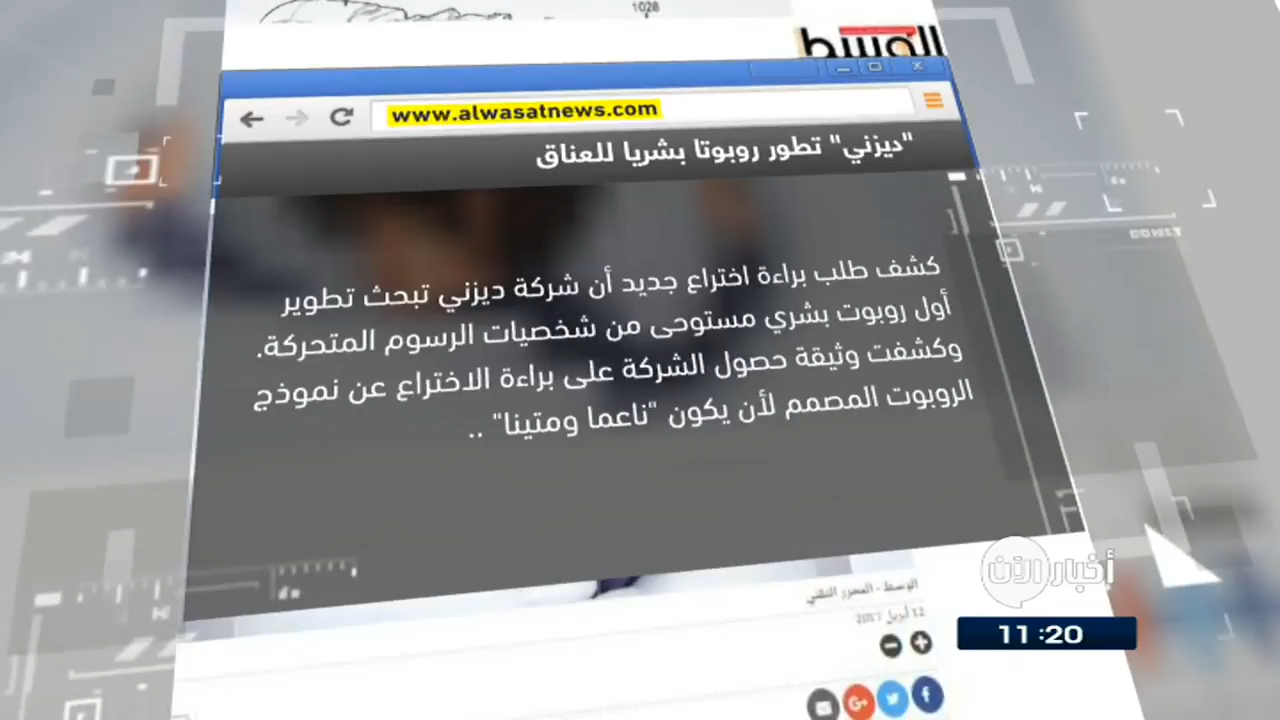 1028
الوسط
www.alwasatnews.com
"ديزني" تطور روبوتا بشريا للعناق
كشف طلب براءة اختراع جديد أن شركة ديزني تبحث تطوير
أول روبوت بشري مستوحى من شخصيات الرسوم المتحركة.
وكشفت وثيقة حصول الشركة على براءة الاختراع عن نموذج
الروبوت المصمم لأن يكون "ناعما ومتينا" ..
أخبار الآن
الوسط - المحرر التقني
12 أبريل 2017
11:20